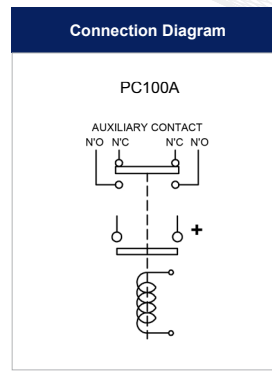 Connection Diagram
PC100A
AUXILIARY CONTACT
N'O N'C N'C N'O
+